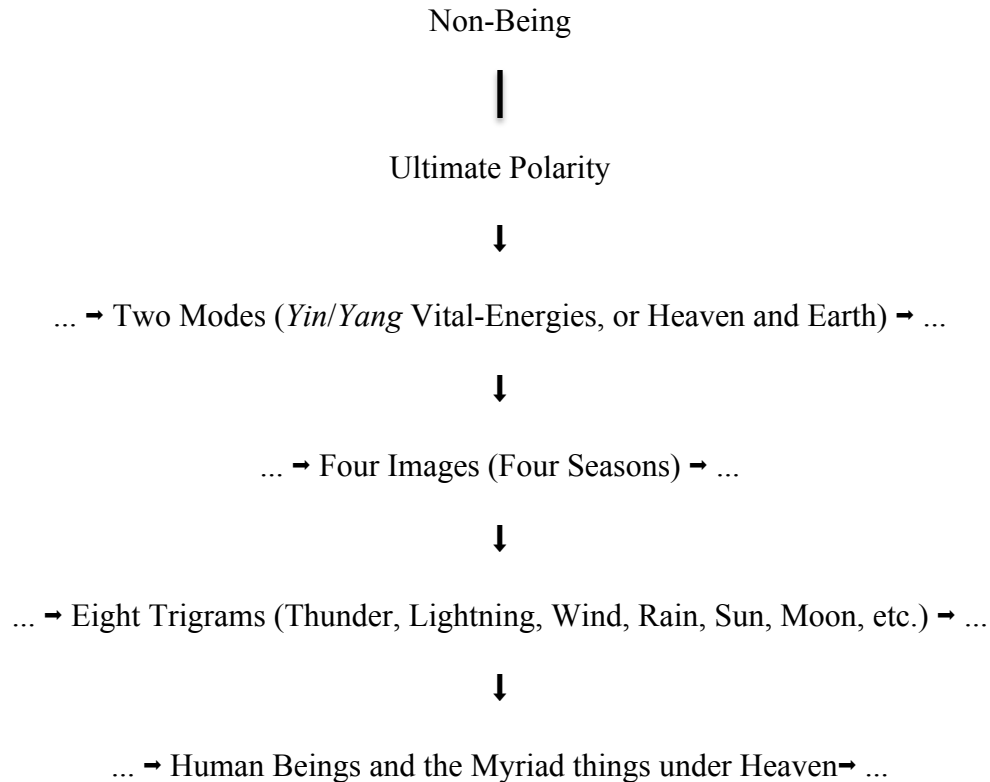 Non-Being
Ultimate Polarity
... → Two Modes (Yin/Yang Vital-Energies, or Heaven and Earth) → ...
... → Four Images (Four Seasons) → ...
... → Eight Trigrams (Thunder, Lightning, Wind, Rain, Sun, Moon, etc.) → ...
... → Human Beings and the Myriad things under Heaven→ ...